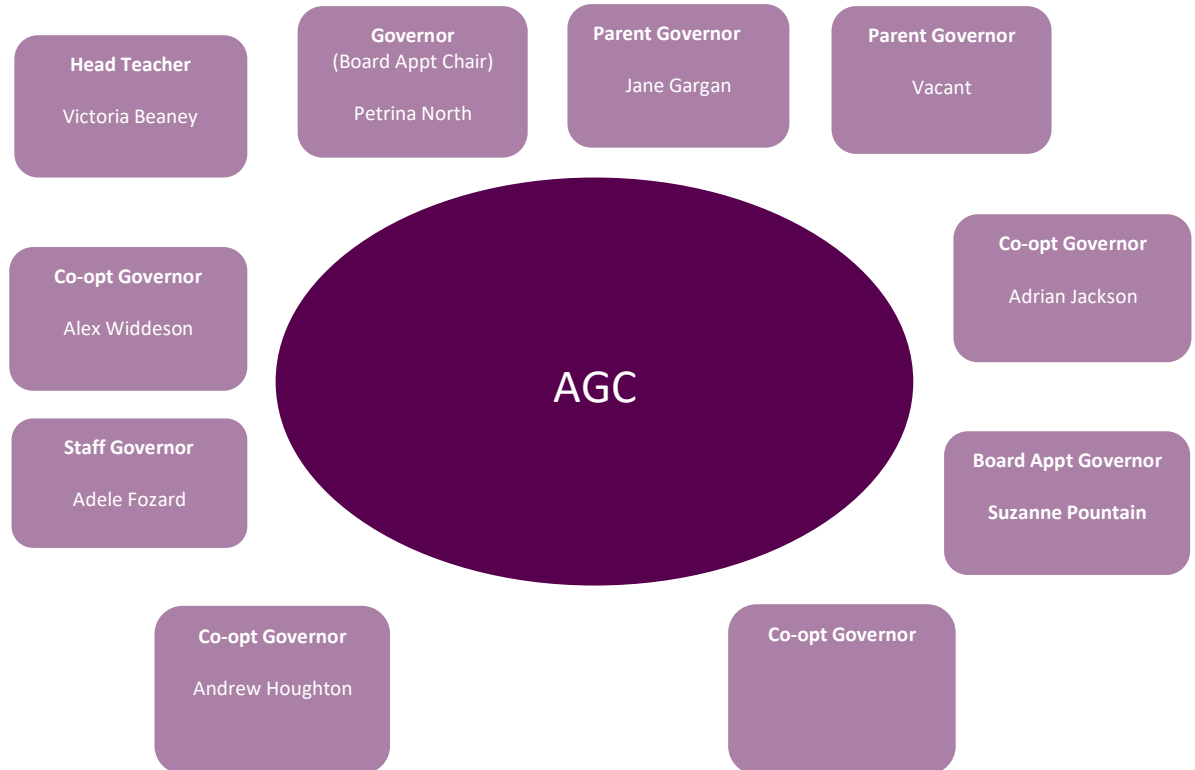 Head Teacher
Victoria Beaney
Governor
(Board Appt Chair)
Petrina North
Parent Governor
Jane Gargan
Parent Governor
Vacant
Co-opt Governor
Alex Widdeson
Co-opt Governor
Adrian Jackson
AGC
Staff Governor
Adele Fozard
Board Appt Governor
Suzanne Pountain
Co-opt Governor
Andrew Houghton
Co-opt Governor